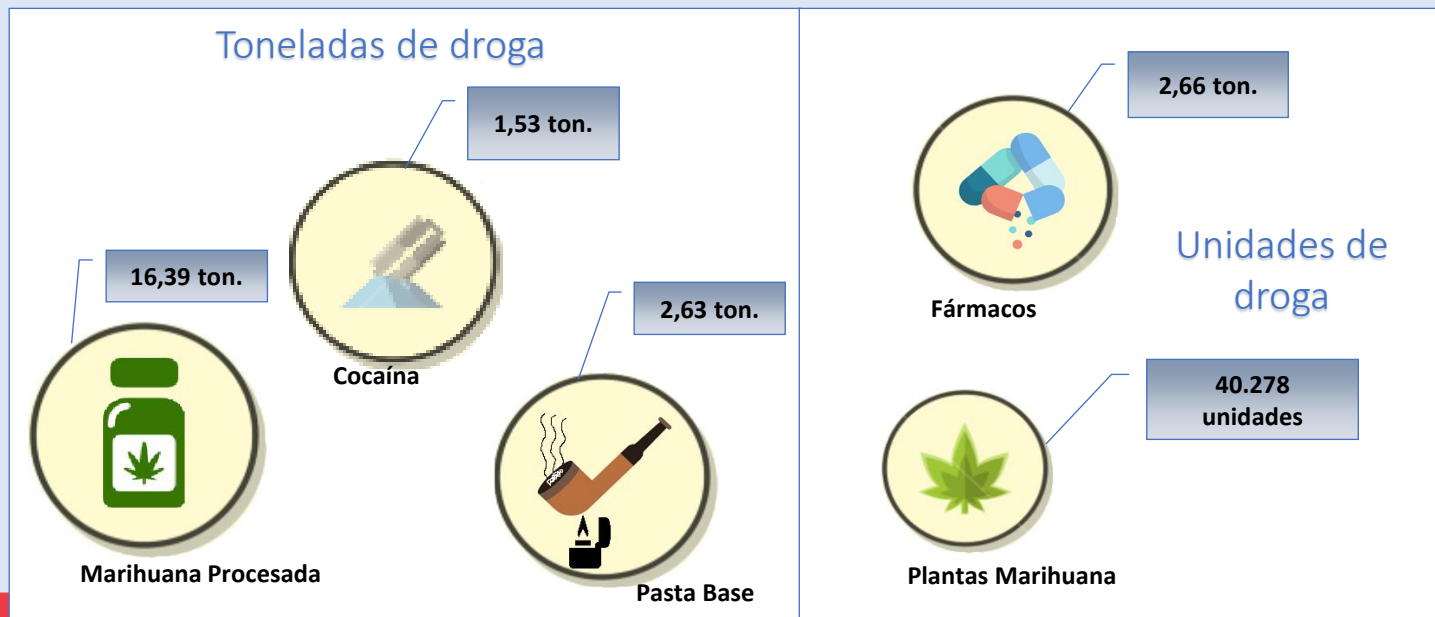 Toneladas de droga
1,53 ton.
Cocaína
16,39 ton.
Marihuana Procesada
2,63 ton.
Pasta Base
2,66 ton.
Fármacos
Unidades de
droga
40.278
unidades
Plantas Marihuana